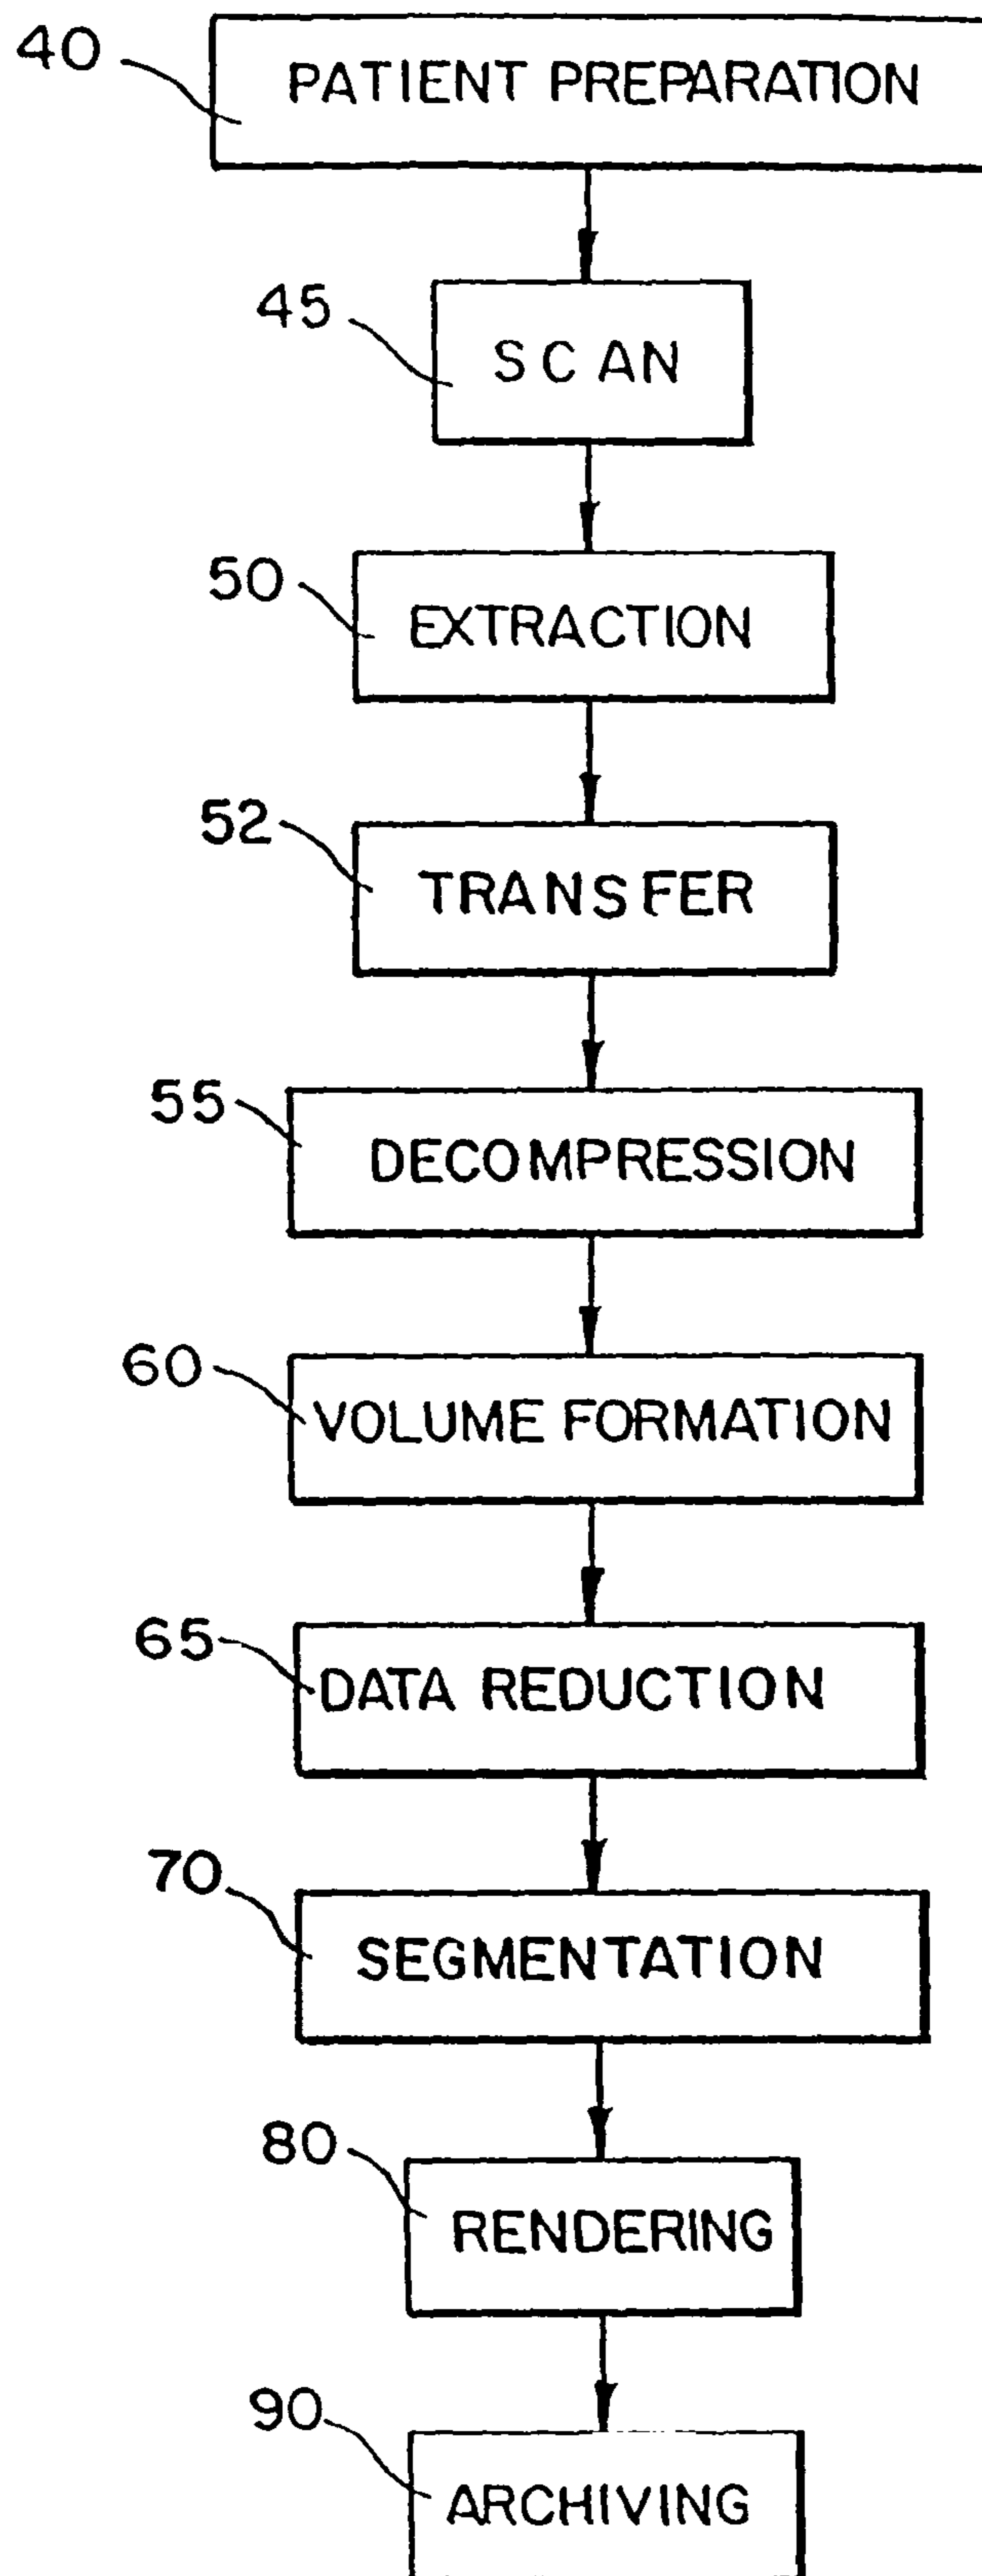 40
PATIENT PREPARATION
45
SCAN
50
EXTRACTION
52
TRANSFER
55
DECOMPRESSION
60
VOLUME FORMATION
65
DATA REDUCTION
70
SEGMENTATION
80
RENDERING
90
ARCHIVING